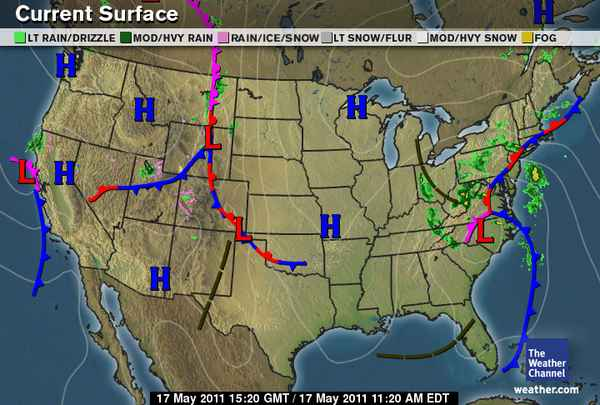 Current Surface
LT RAIN/DRIZZLE MOD/HVY RAIN RAIN/ICE/SNOW LT SNOW/FLUR MOD/HVY SNOW FOG
H
H
H
H
L
L
H
H
L
L
H
H
The
Weather
Channel
weather.com
17 May 2011 15:20 GMT / 17 May 2011 11:20 AM EDT